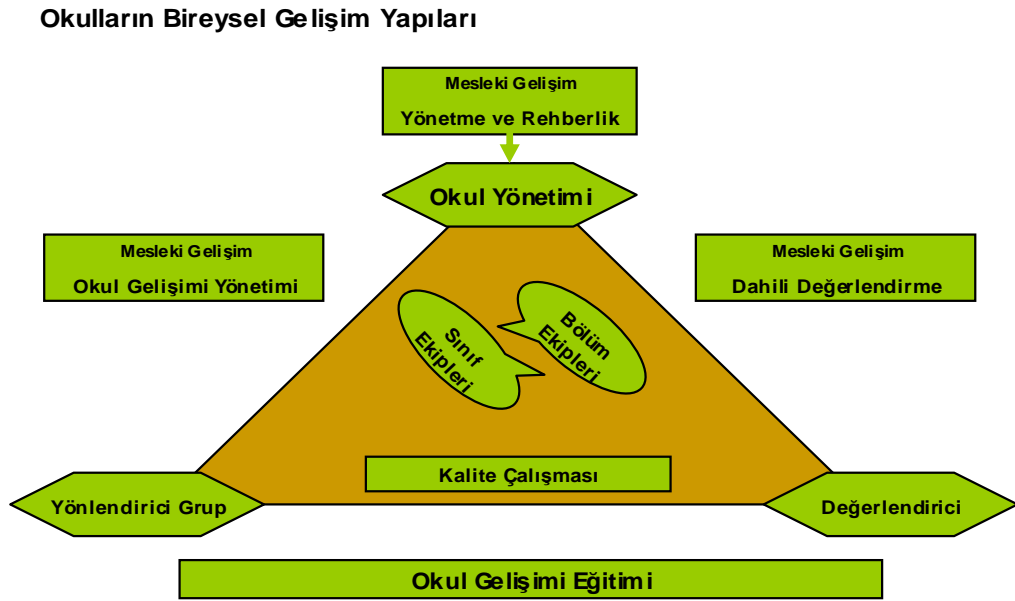 Okulların Bireysel Gelişim Yapıları
Mesleki Gelişim
Yönetme ve Rehberlik
Okul Yönetimi
Mesleki Gelişim
Okul Gelişimi Yönetimi
Mesleki Gelişim
Dahili Değerlendirme
Sınıf
Ekipleri
Bölüm
Ekipleri
Kalite Çalışması
Yönlendirici Grup
Değerlendirici
Okul Gelişimi Eğitimi